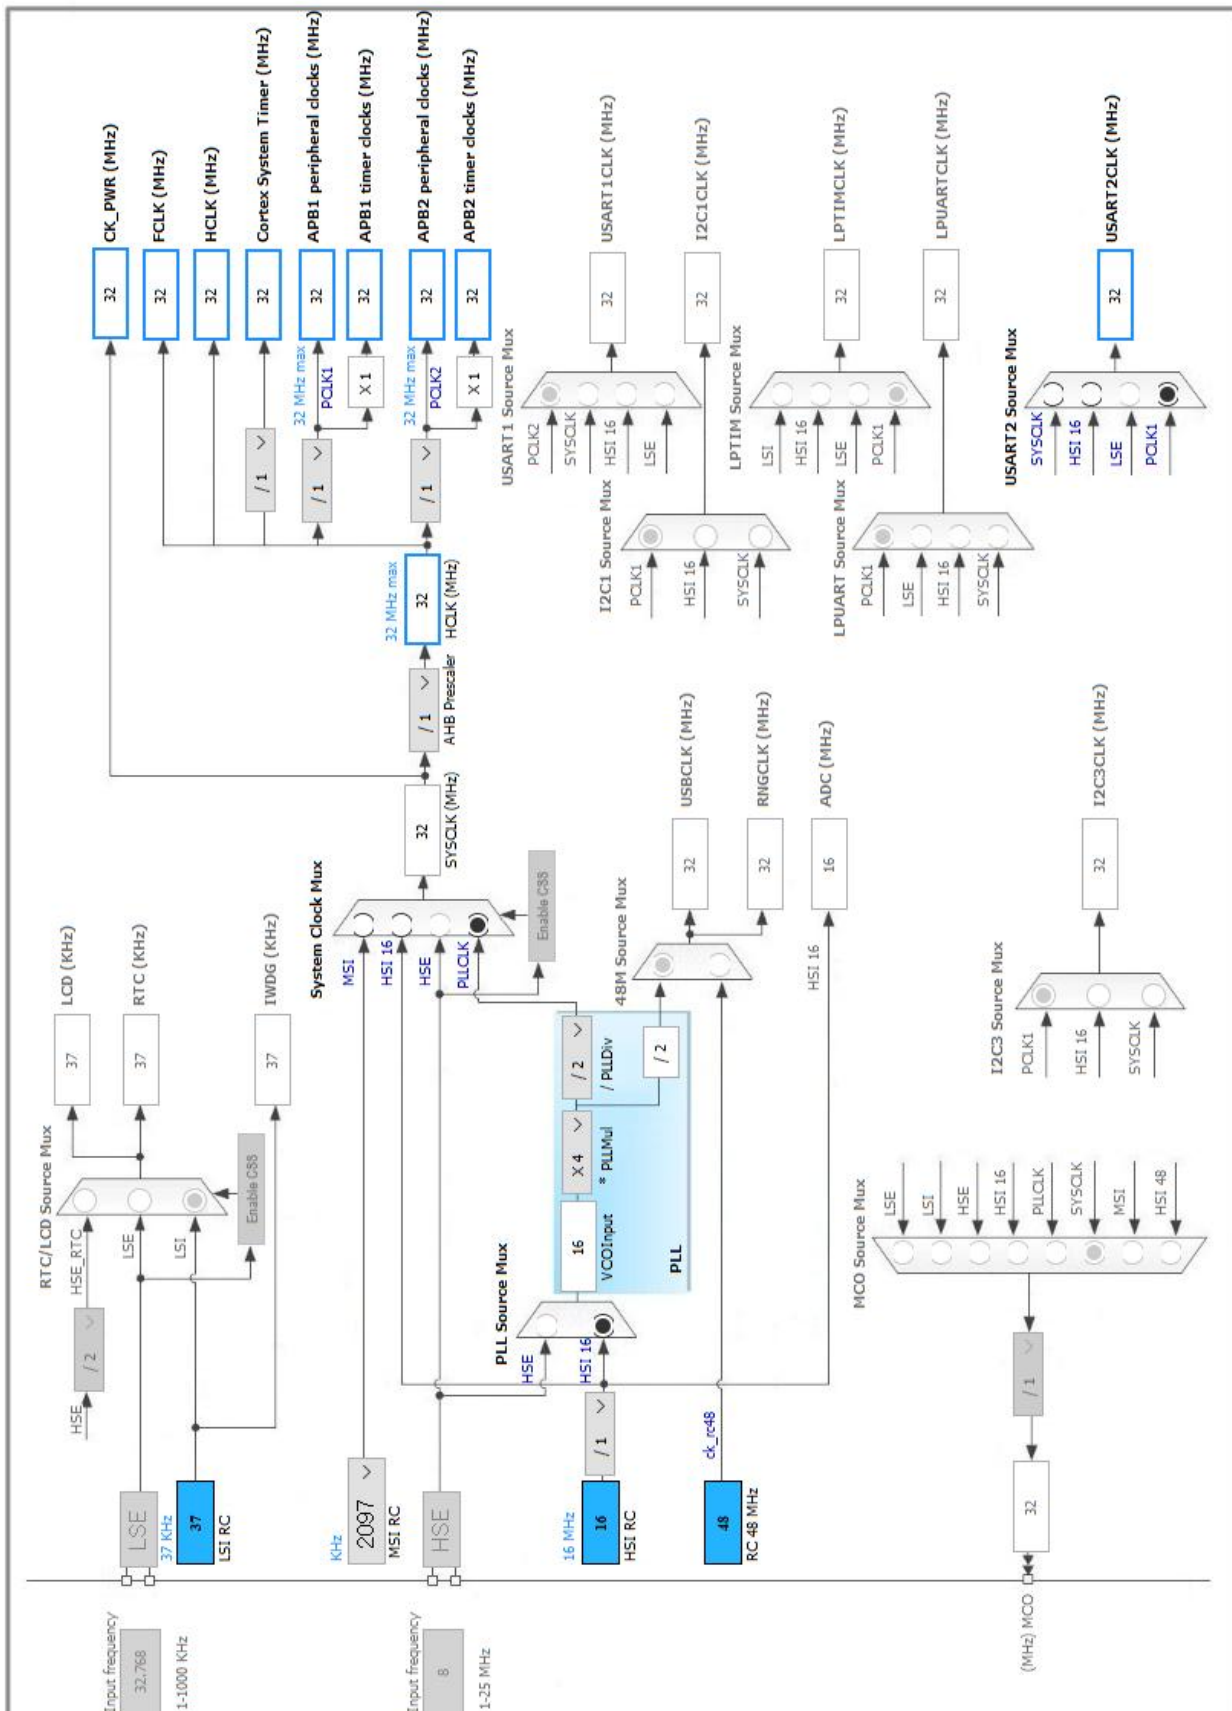 RTC/LCD Source Mux
HSE
/ 2
HSE_RTC
LSE
LSI
Enable CSS
37
LCD (KHz)
37
RTC (KHz)
37
IWDG (KHz)
Input frequency
32.768
1-1000 KHz
LSE
37 KHz
37
LSI RC
KHz
2097
MSI RC
Input frequency
8
1-25 MHz
HSE
16 MHz
16
HSI RC
/ 1
48
RC 48 MHz
ck_rc48
PLL Source Mux
HSE
HSI 16
16
VCOInput
X 4
* PLLMul
/ 2
/ PLLDiv
/ 2
PLL
System Clock Mux
MSI
HSI 16
HSE
PLLCLK
Enable CSS
32
SYSCLK (MHz)
/ 1
AHB Prescaler
32 MHz max
32
HCLK (MHz)
32
CK_PWR (MHz)
32
FCLK (MHz)
32
HCLK (MHz)
/ 1
32
Cortex System Timer (MHz)
/ 1
32 MHz max
PCLK1
32
APB1 peripheral clocks (MHz)
X 1
32
APB1 timer clocks (MHz)
/ 1
32 MHz max
PCLK2
32
APB2 peripheral clocks (MHz)
X 1
32
APB2 timer clocks (MHz)
48M Source Mux
32
USBCLK (MHz)
32
RNGCLK (MHz)
HSI 16
16
ADC (MHz)
USART1 Source Mux
PCLK2
SYSCLK
HSI 16
LSE
32
USART1CLK (MHz)
I2C1 Source Mux
PCLK1
HSI 16
SYSCLK
32
I2C1CLK (MHz)
LPTIM Source Mux
LSI
HSI 16
LSE
PCLK1
32
LPTIMCLK (MHz)
LPUART Source Mux
PCLK1
LSE
HSI 16
SYSCLK
32
LPUARTCLK (MHz)
USART2 Source Mux
SYSCLK
HSI 16
LSE
PCLK1
32
USART2CLK (MHz)
I2C3 Source Mux
PCLK1
HSI 16
SYSCLK
32
I2C3CLK (MHz)
MCO Source Mux
LSE
LSI
HSE
HSI 16
PLLCLK
SYSCLK
MSI
HSI 48
/ 1
32
(MHz) MCO